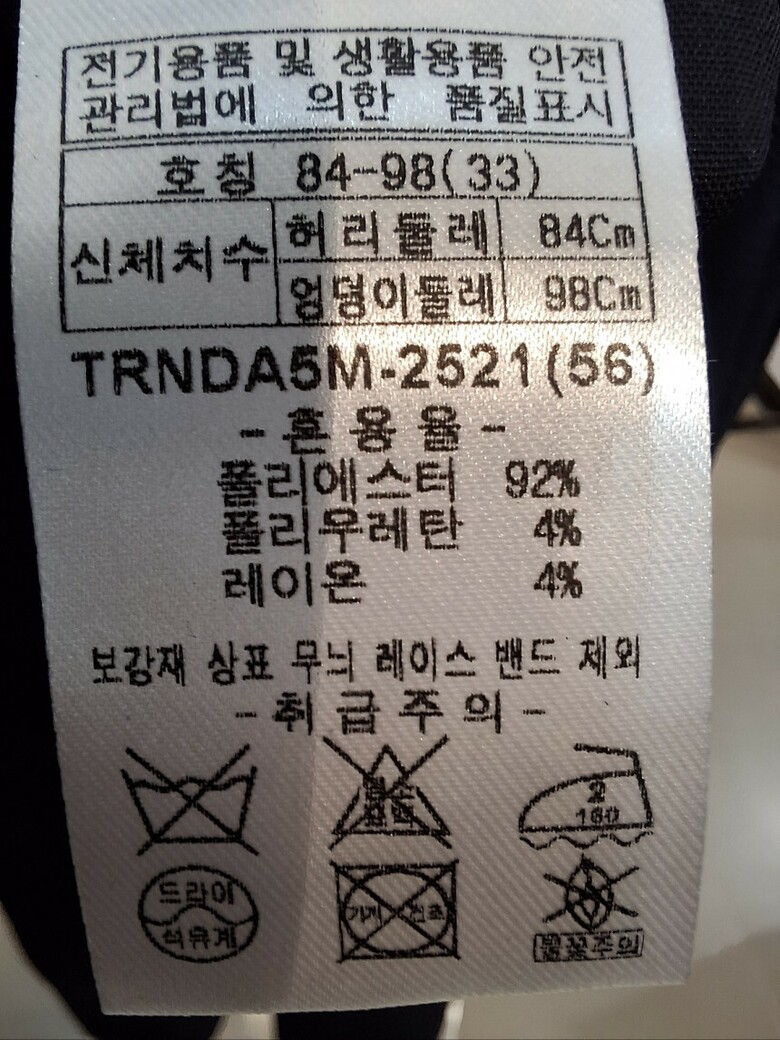 전기용품 및 생활용품 안전
관리법에 의한 품질표시
호칭 84-98(33)
신체치수 허리둘레 84Cm
엉덩이둘레 98Cm
TRNDA5M-2521(56)
-혼용율-
폴리에스터 92%
폴리우레탄 4%
레이온 4%
보강재 상표 무늬 레이스 밴드 제외
-취급주의-
염소
표백
2
160
드라이
석유계
기계 건조
불꽃주의